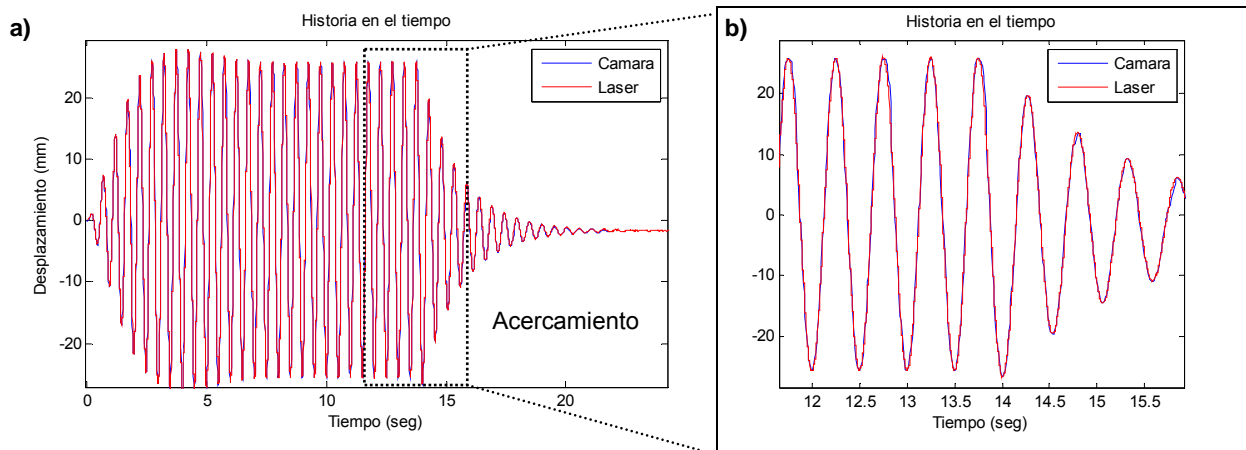 a)
Historia en el tiempo
Camara
Laser
20
10
0
-10
-20
Desplazamiento (mm)
Acercamiento
0 5 10 15 20
Tiempo (seg)
b)
Historia en el tiempo
Camara
Laser
20
10
0
-10
-20
12 12.5 13 13.5 14 14.5 15 15.5
Tiempo (seg)